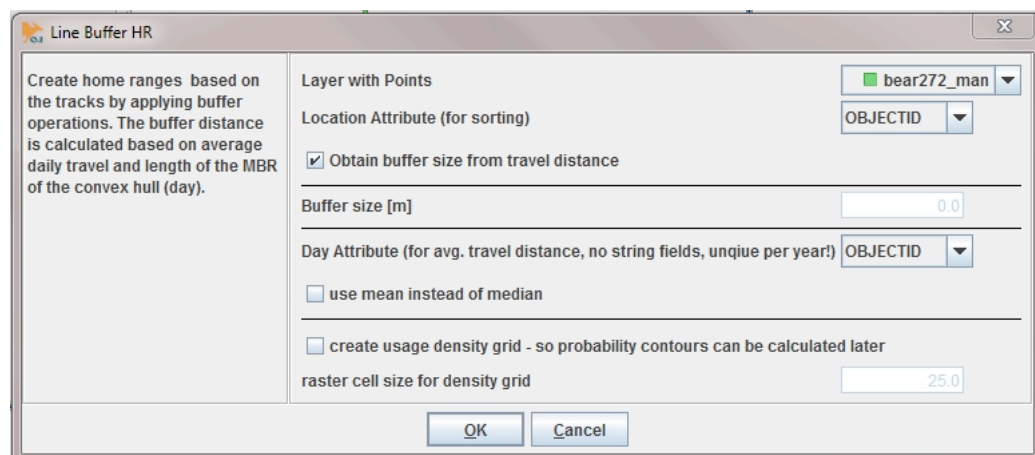 Line Buffer HR
Create home ranges based on
the tracks by applying buffer
operations. The buffer distance
is calculated based on average
daily travel and length of the MBR
of the convex hull (day).
Layer with Points
bear272_man
Location Attribute (for sorting)
OBJECTID
Obtain buffer size from travel distance
Buffer size [m]
0.0
Day Attribute (for avg. travel distance, no string fields, unqiue per year!)
OBJECTID
use mean instead of median
create usage density grid - so probability contours can be calculated later
raster cell size for density grid
25.0
OK
Cancel